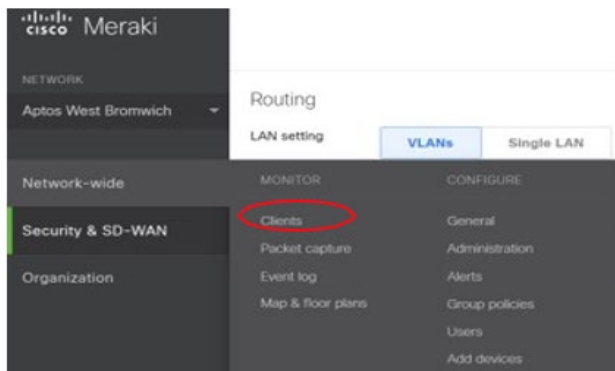 cisco Meraki
NETWORK
Aptos West Bromwich
Routing
LAN setting
VLANs
Single LAN
Network-wide
Security & SD-WAN
Organization
MONITOR
Clients
Packet capture
Event log
Map & floor plans
CONFIGURE
General
Administration
Alerts
Group policies
Users
Add devices